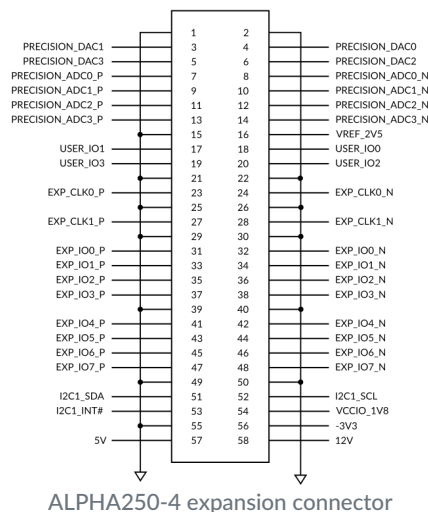 1 2
PRECISION_DAC1 3 4 PRECISION_DAC0
PRECISION_DAC3 5 6 PRECISION_DAC2
PRECISION_ADC0_P 7 8 PRECISION_ADC0_N
PRECISION_ADC1_P 9 10 PRECISION_ADC1_N
PRECISION_ADC2_P 11 12 PRECISION_ADC2_N
PRECISION_ADC3_P 13 14 PRECISION_ADC3_N
15 16 VREF_2V5
USER_IO1 17 18 USER_IO0
USER_IO3 19 20 USER_IO2
21 22
EXP_CLK0_P 23 24 EXP_CLK0_N
25 26
EXP_CLK1_P 27 28 EXP_CLK1_N
29 30
EXP_IO0_P 31 32 EXP_IO0_N
EXP_IO1_P 33 34 EXP_IO1_N
EXP_IO2_P 35 36 EXP_IO2_N
EXP_IO3_P 37 38 EXP_IO3_N
39 40
EXP_IO4_P 41 42 EXP_IO4_N
EXP_IO5_P 43 44 EXP_IO5_N
EXP_IO6_P 45 46 EXP_IO6_N
EXP_IO7_P 47 48 EXP_IO7_N
49 50
I2C1_SDA 51 52 I2C1_SCL
I2C1_INT# 53 54 VCCIO_1V8
55 56 -3V3
5V 57 58 12V
ALPHA250-4 expansion connector